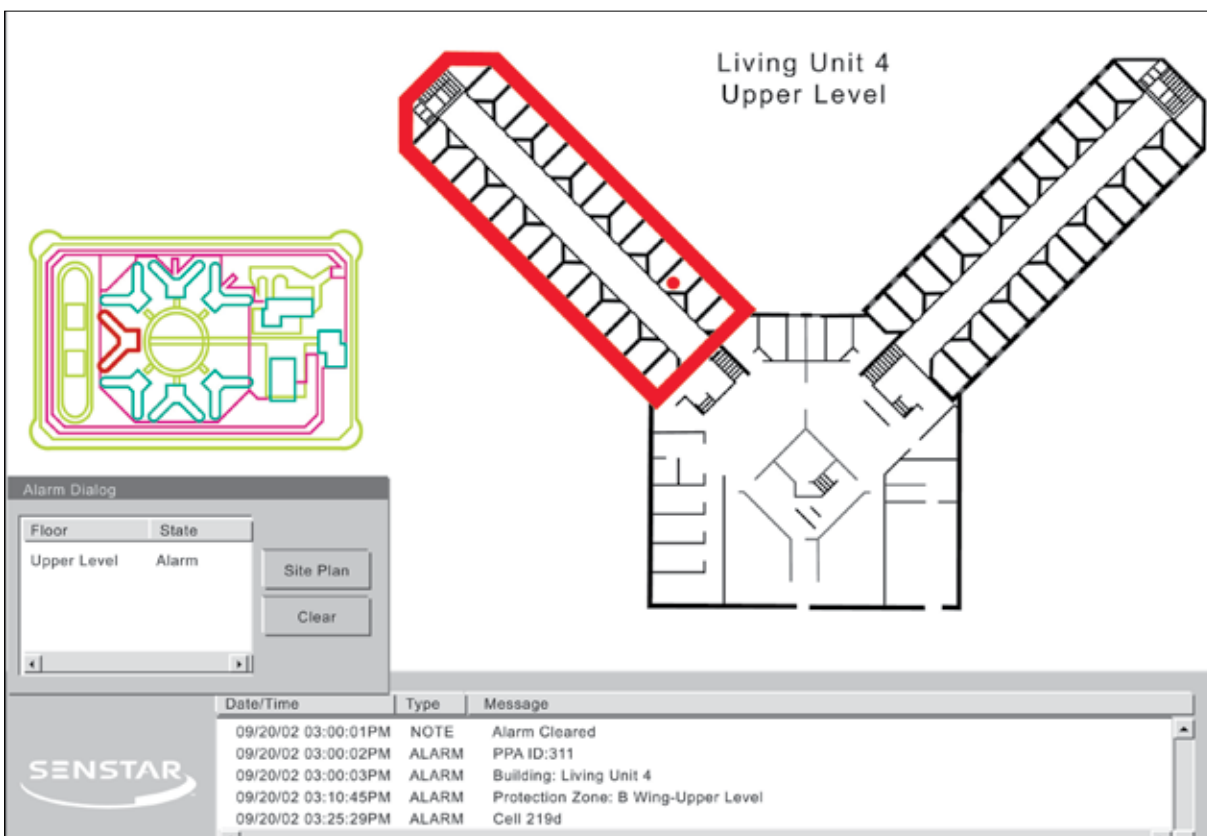 Living Unit 4
Upper Level
Alarm Dialog
Floor State
Upper Level Alarm
Site Plan
Clear
Date/Time Type Message
09/20/02 03:00:01PM NOTE Alarm Cleared
09/20/02 03:00:02PM ALARM PPA ID:311
09/20/02 03:00:03PM ALARM Building: Living Unit 4
09/20/02 03:10:45PM ALARM Protection Zone: B Wing-Upper Level
09/20/02 03:25:29PM ALARM Cell 219d
SENSTAR